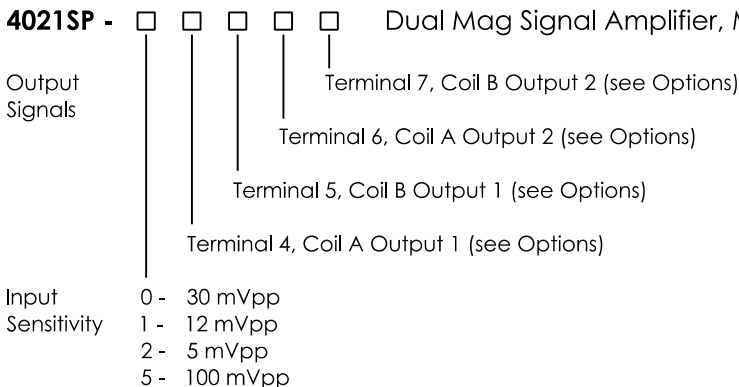 4021SP - □ □ □ □ □ Dual Mag Signal Amplifier,
Output
Signals
Terminal 7, Coil B Output 2 (see Options)
Terminal 6, Coil A Output 2 (see Options)
Terminal 5, Coil B Output 1 (see Options)
Terminal 4, Coil A Output 1 (see Options)
Input
Sensitivity
0 - 30 mVpp
1 - 12 mVpp
2 - 5 mVpp
5 - 100 mVpp